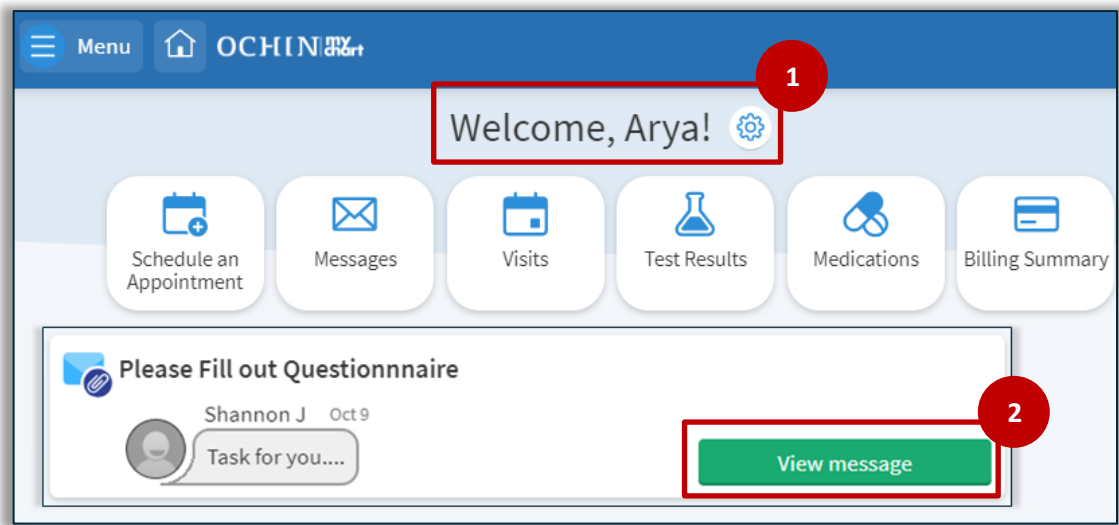 Menu OCHIN my chart
1
Welcome, Arya!
Schedule an Appointment
Messages
Visits
Test Results
Medications
Billing Summary
Please Fill out Questionnnaire
Shannon J Oct 9
Task for you....
2
View message